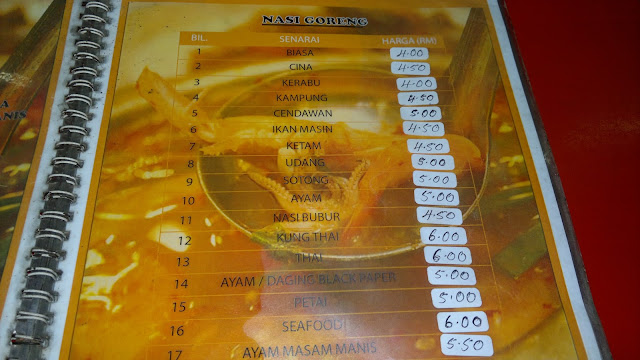 NASI GORENG
BIL. SENARAI HARGA (RM)
1 BIASA 4.00
2 CINA 4.50
3 KERABU 4.00
4 KAMPUNG 4.50
5 CENDAWAN 5.00
6 IKAN MASIN 4.50
7 KETAM 4.50
8 UDANG 5.00
9 SOTONG 5.00
10 AYAM 5.00
11 NASI BUBUR 4.50
12 KUNG THAI 6.00
13 THAI 6.00
14 AYAM / DAGING BLACK PAPER 5.00
15 PETAI 5.00
16 SEAFOOD 6.00
17 AYAM MASAM MANIS 5.50